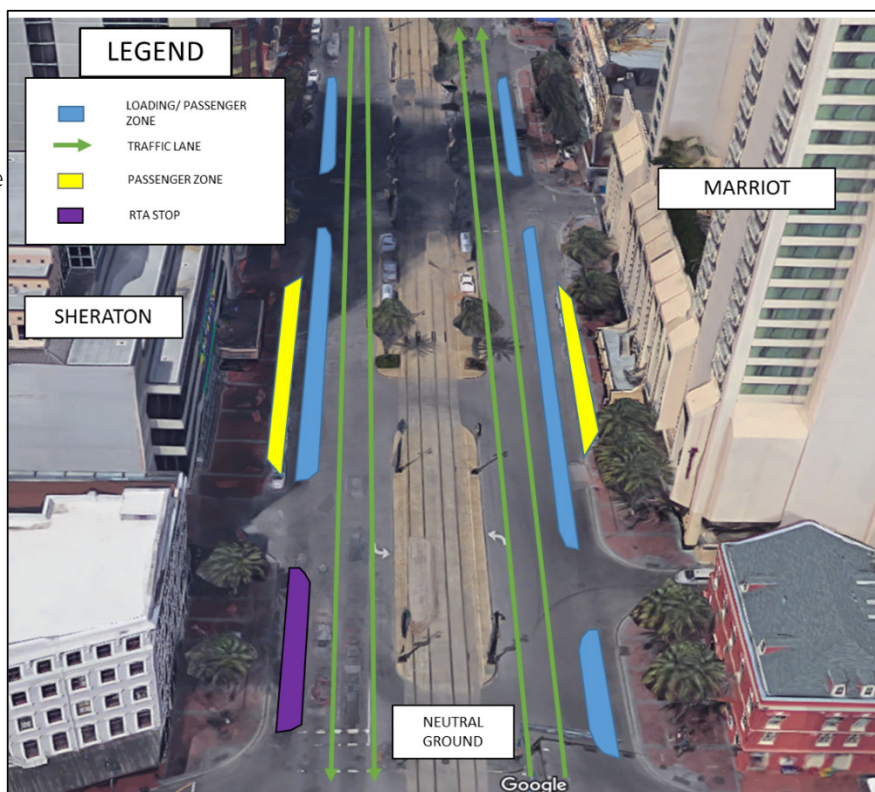 LEGEND
LOADING/ PASSENGER
ZONE
TRAFFIC LANE
PASSENGER ZONE
RTA STOP
e
MARRIOT
SHERATON
NEUTRAL
GROUND
Google